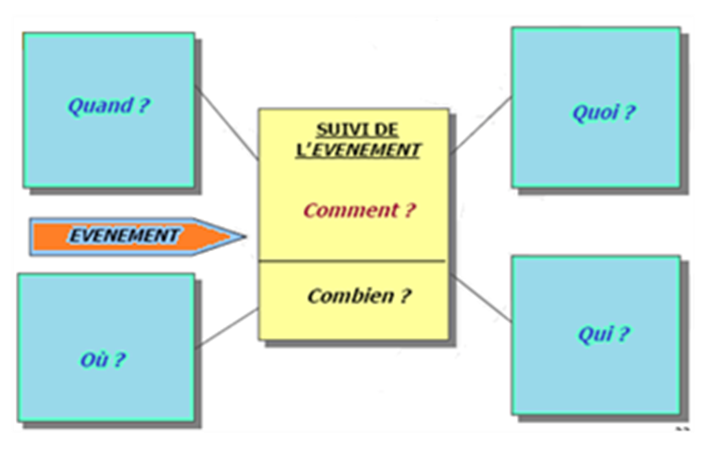 Quand ?
Quoi ?
SUIVI DE
L'EVENEMENT
Comment ?
EVENEMENT
Combien ?
Où ?
Qui ?